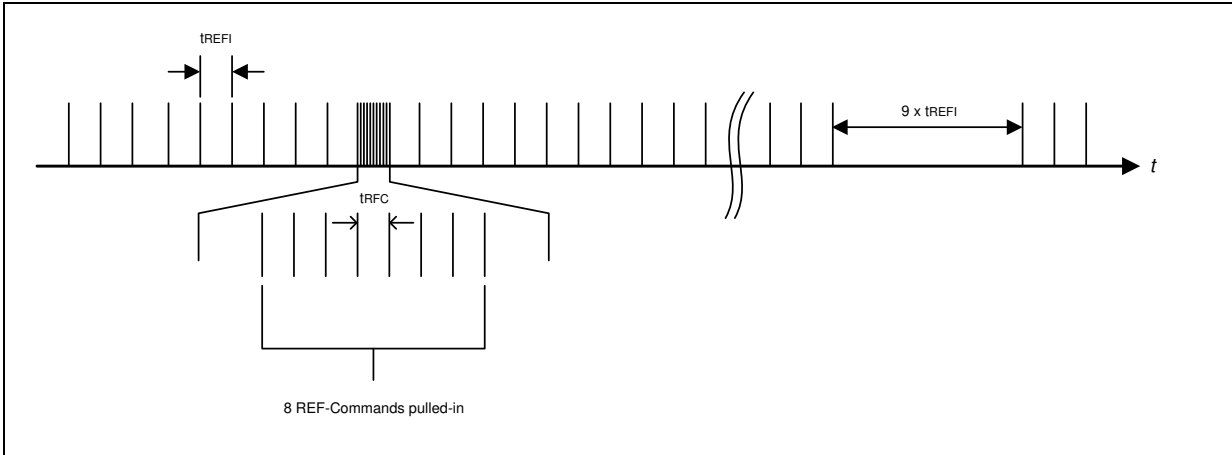 tREFI
9 x tREFI
t
tRFC
8 REF-Commands pulled-in